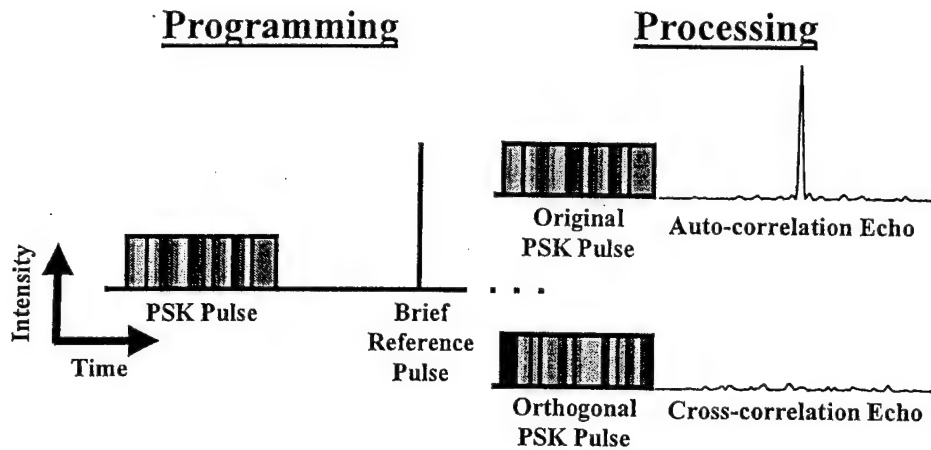 Programming
Processing
Intensity
Time
PSK Pulse
Brief
Reference
Pulse
. . . .
Original
PSK Pulse
Auto-correlation Echo
Orthogonal
PSK Pulse
Cross-correlation Echo